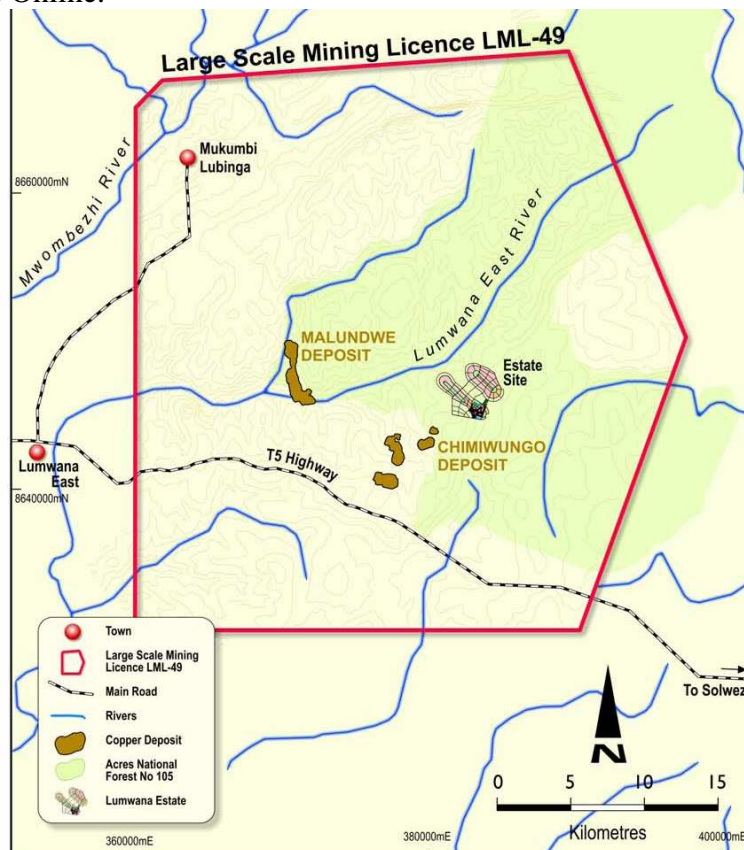 Online.
Large Scale Mining Licence LML-49
Mukumbi
Lubinga
8660000mN
Mwombezhi River
MALUNDWE
DEPOSIT
Lumwana East River
Estate
Site
CHIMIWUNGO
DEPOSIT
T5 Highway
Lumwana
East
8640000mN
Town
Large Scale Mining
Licence LML-49
Main Road
Rivers
Copper Deposit
Acres National
Forest No 105
Lumwana Estate
To Solwez
N
0 5 10 15
Kilometres
360000mE 380000mE 400000mE